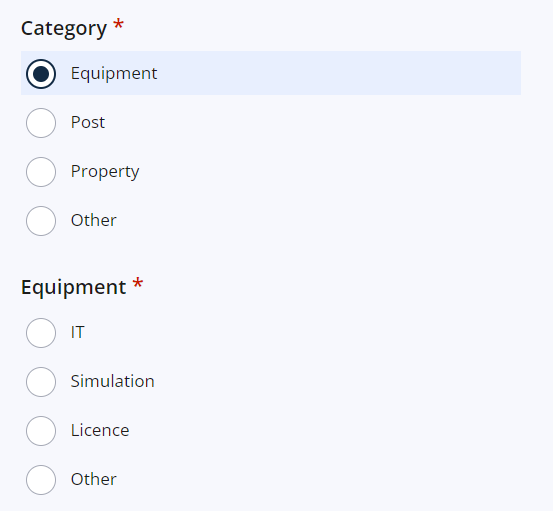 Category *
Equipment
Post
Property
Other
Equipment *
IT
Simulation
Licence
Other